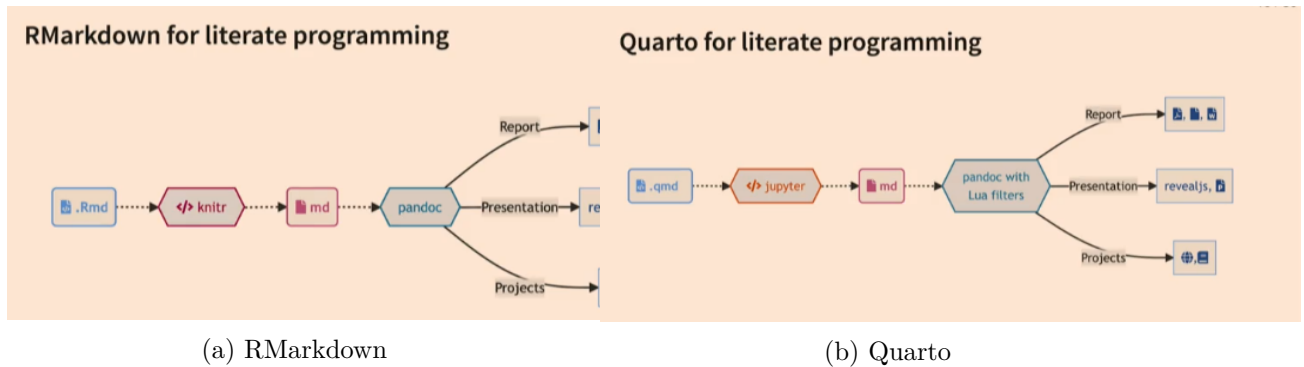 RMarkdown for literate programming
Report
.Rmd
</> knitr
md
pandoc
Presentation
re
Projects
(a) RMarkdown
Quarto for literate programming
Report
.qmd
</> jupyter
md
pandoc with
Lua filters
Presentation
revealjs,
Projects
(b) Quarto